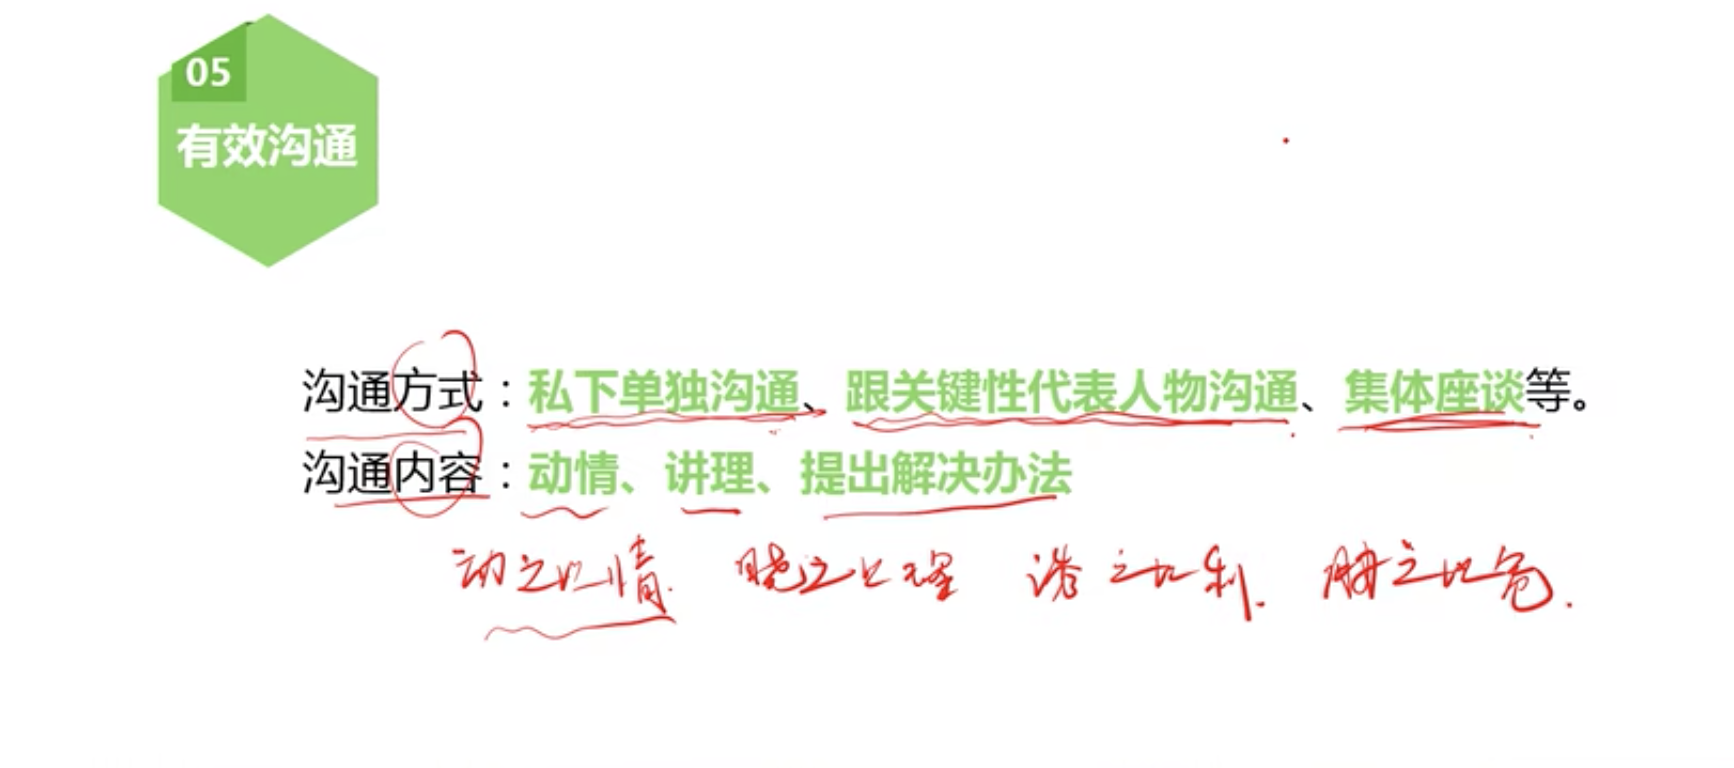 05
有效沟通
沟通方式：私下单独沟通、跟关键性代表人物沟通、集体座谈等。
沟通内容：动情、讲理、提出解决办法
动之以情 晓之以理 诱之以利 胁之以危